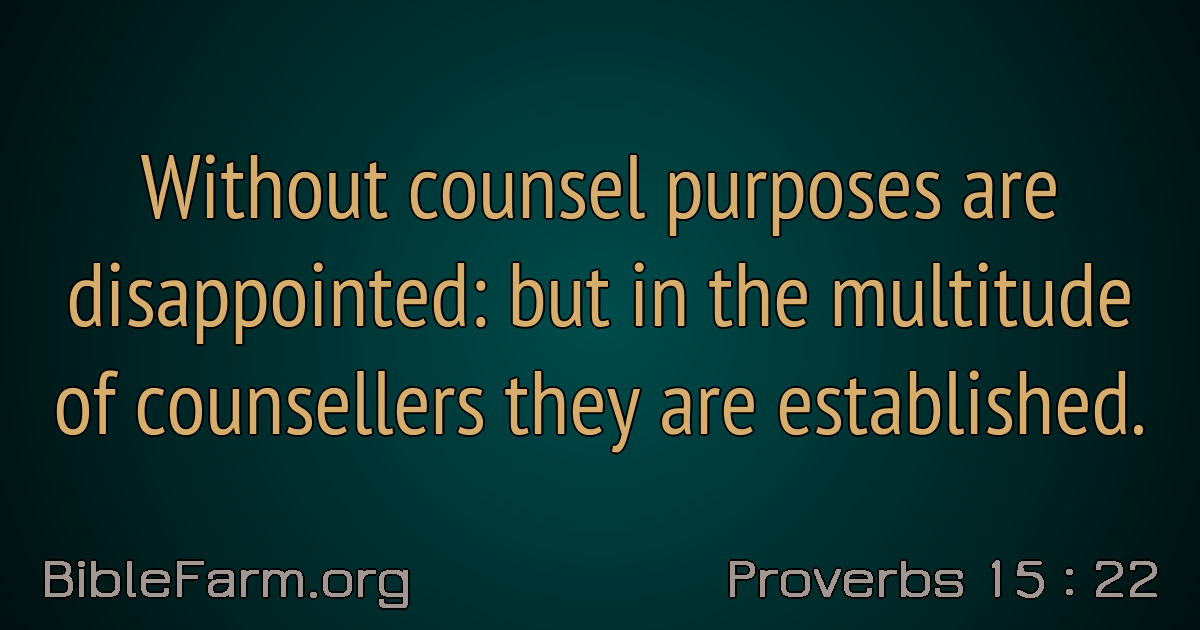 Without counsel purposes are
disappointed: but in the multitude
of counsellers they are established.
BibleFarm.org
Proverbs 15 : 22